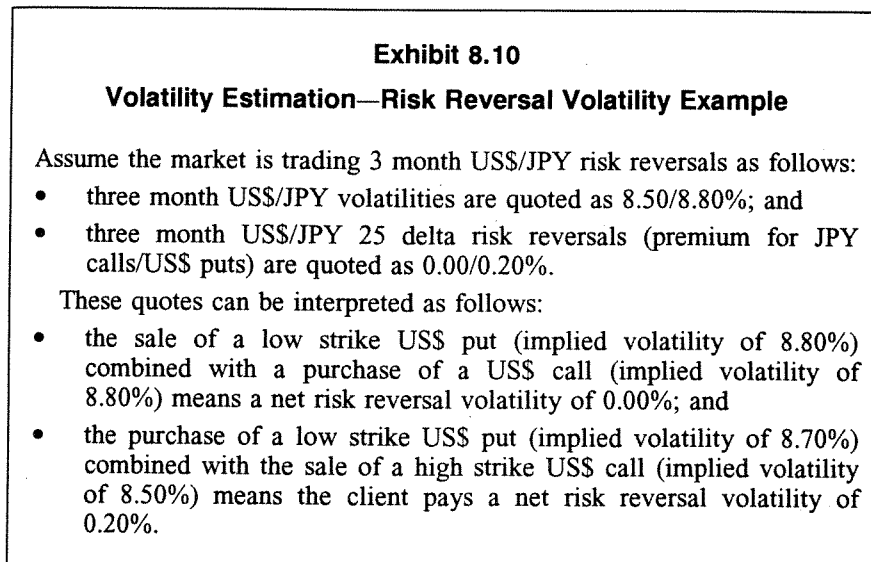 Exhibit 8.10
Volatility Estimation—Risk Reversal Volatility Example
Assume the market is trading 3 month US$/JPY risk reversals as follows:
• three month US$/JPY volatilities are quoted as 8.50/8.80%; and
• three month US$/JPY 25 delta risk reversals (premium for JPY
calls/US$ puts) are quoted as 0.00/0.20%.
These quotes can be interpreted as follows:
• the sale of a low strike US$ put (implied volatility of 8.80%)
combined with a purchase of a US$ call (implied volatility of
8.80%) means a net risk reversal volatility of 0.00%; and
• the purchase of a low strike US$ put (implied volatility of 8.70%)
combined with the sale of a high strike US$ call (implied volatility
of 8.50%) means the client pays a net risk reversal volatility of
0.20%.